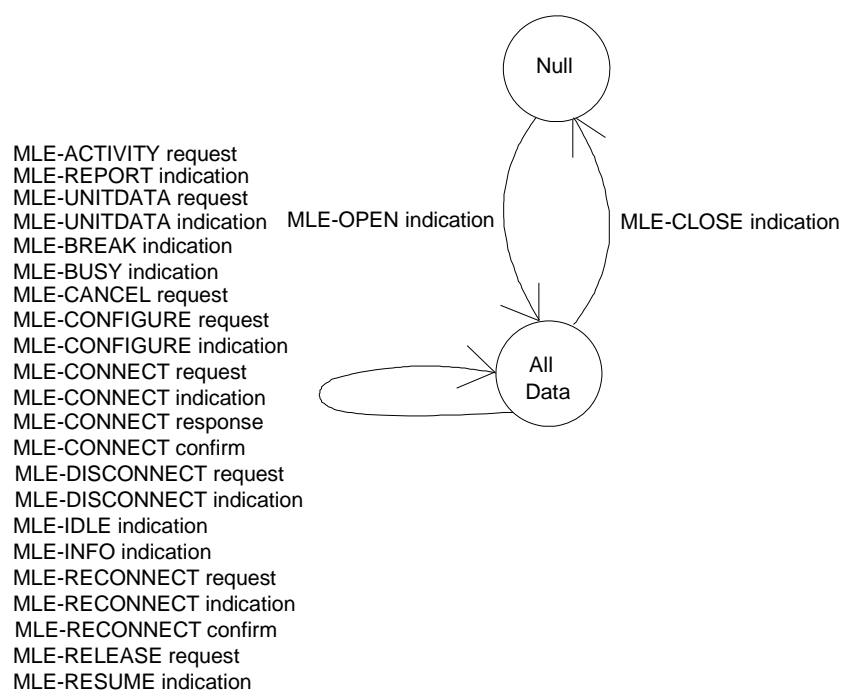 Null
MLE-ACTIVITY request
MLE-REPORT indication
MLE-UNITDATA request
MLE-UNITDATA indication
MLE-BREAK indication
MLE-BUSY indication
MLE-CANCEL request
MLE-CONFIGURE request
MLE-CONFIGURE indication
MLE-CONNECT request
MLE-CONNECT indication
MLE-CONNECT response
MLE-CONNECT confirm
MLE-DISCONNECT request
MLE-DISCONNECT indication
MLE-IDLE indication
MLE-INFO indication
MLE-RECONNECT request
MLE-RECONNECT indication
MLE-RECONNECT confirm
MLE-RELEASE request
MLE-RESUME indication
MLE-OPEN indication
MLE-CLOSE indication
All
Data